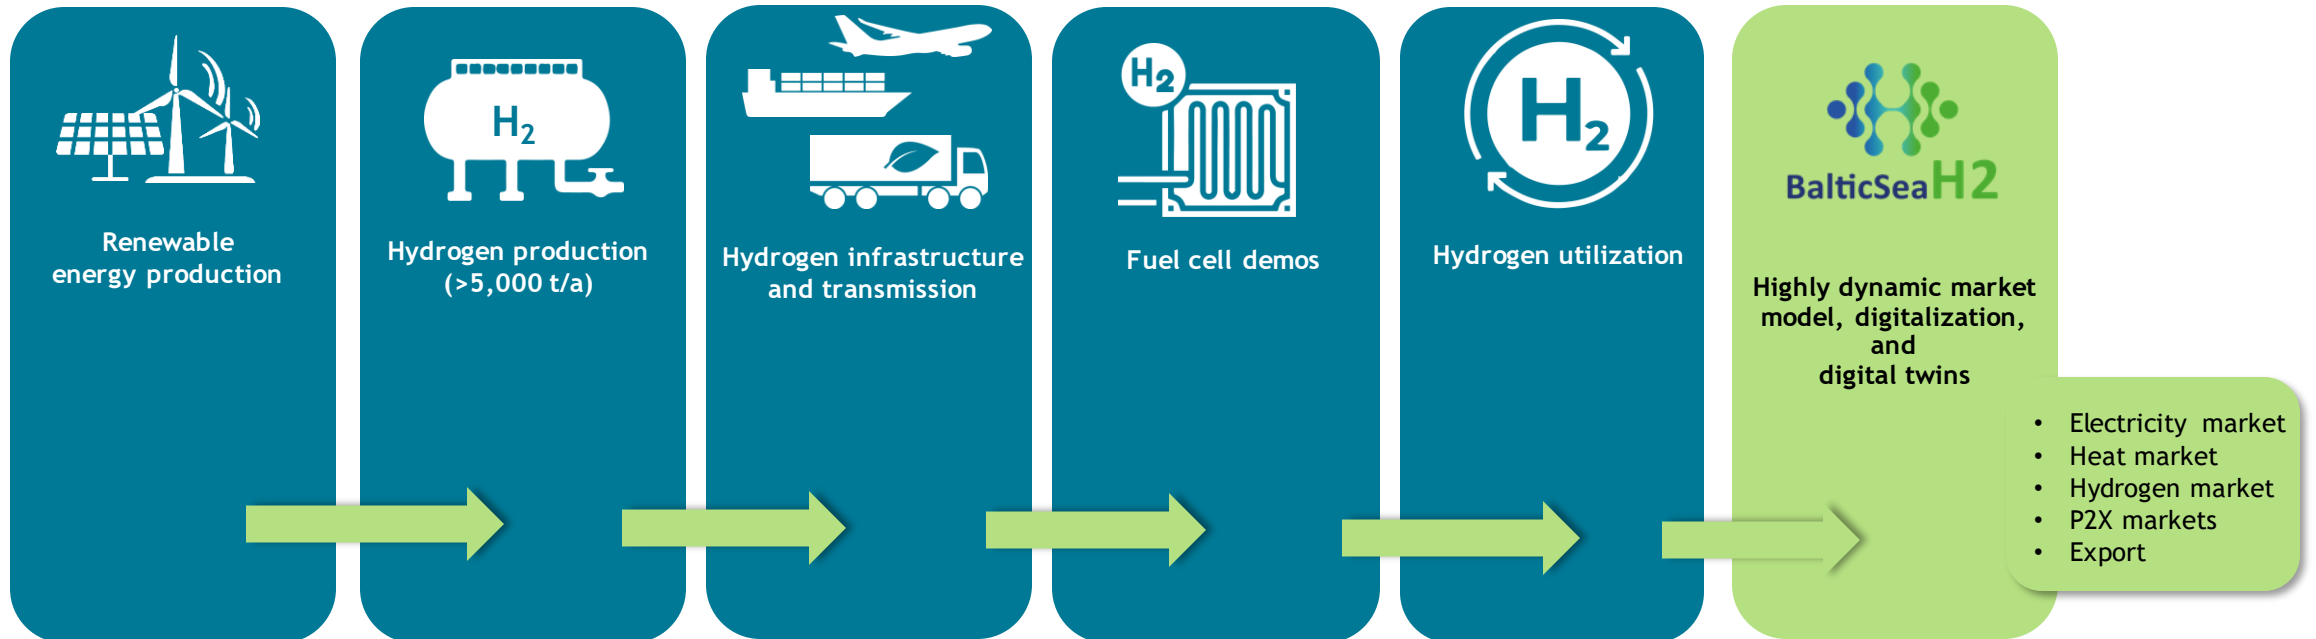 Renewable
energy production
H₂
Hydrogen production
(>5,000 t/a)
Hydrogen infrastructure
and transmission
H₂
Fuel cell demos
H₂
Hydrogen utilization
BalticSeaH2
Highly dynamic market
model, digitalization,
and
digital twins
• Electricity market
• Heat market
• Hydrogen market
• P2X markets
• Export